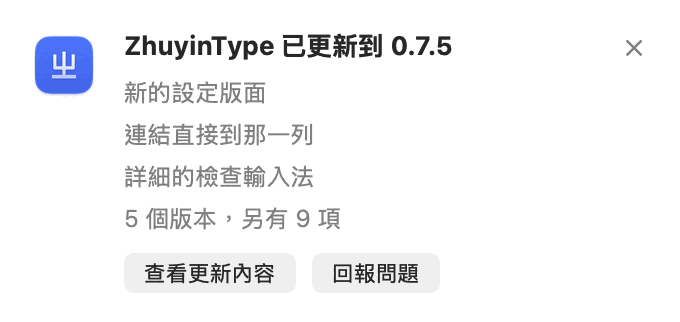 ㄓ
ZhuyinType 已更新到 0.7.5
新的設定版面
連結直接到那一列
詳細的檢查輸入法
5 個版本，另有 9 項
查看更新內容
回報問題